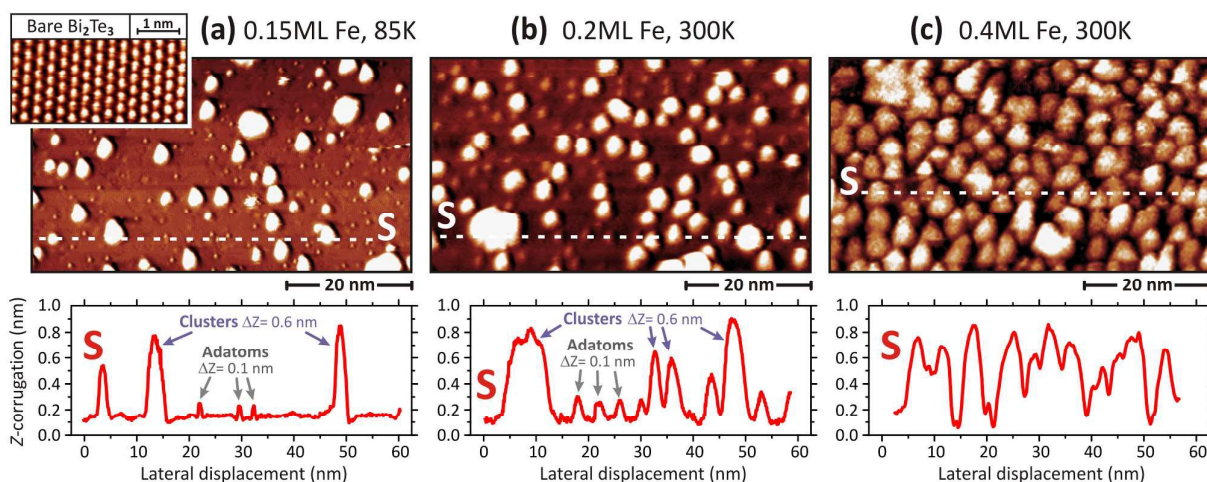 Bare Bi₂Te₃ 1 nm
(a) 0.15ML Fe, 85K
S
20 nm
(b) 0.2ML Fe, 300K
S
20 nm
(c) 0.4ML Fe, 300K
S
20 nm
Z-corrugation (nm)
1.0
0.8
0.6
0.4
0.2
0.0
S
Clusters ΔZ= 0.6 nm
Adatoms
ΔZ= 0.1 nm
0 10 20 30 40 50 60
Lateral displacement (nm)
1.0
0.8
0.6
0.4
0.2
0.0
S
Clusters ΔZ= 0.6 nm
Adatoms
ΔZ= 0.1 nm
0 10 20 30 40 50 60
Lateral displacement (nm)
1.0
0.8
0.6
0.4
0.2
0.0
S
0 10 20 30 40 50 60
Lateral displacement (nm)